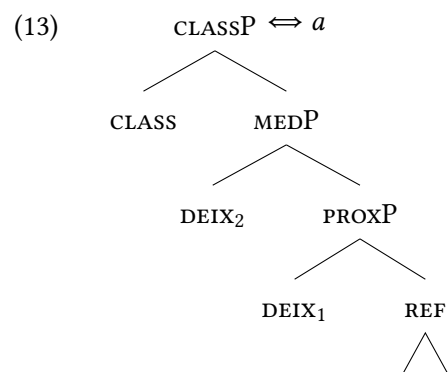 (13) CLASSP ⇔ a
CLASS MEDP
DEIX₂ PROXP
DEIX₁ REF